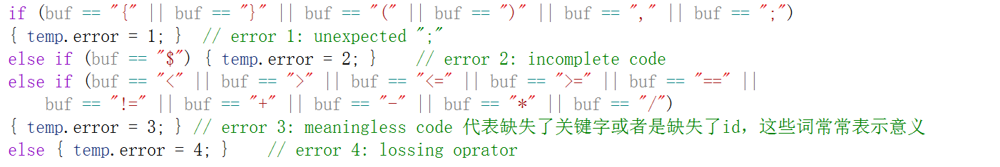 if (buf == "{" || buf == "}" || buf == "(" || buf == ")" || buf == "," || buf == ";")
{ temp.error = 1; }  // error 1: unexpected ";"
else if (buf == "$") { temp.error = 2; }    // error 2: incomplete code
else if (buf == "<" || buf == ">" || buf == "<=" || buf == ">=" || buf == "==" ||
    buf == "!=" || buf == "+" || buf == "-" || buf == "*" || buf == "/")
{ temp.error = 3; } // error 3: meaningless code 代表缺失了关键字或者是缺失了id，这些词常常表示意义
else { temp.error = 4; }    // error 4: lossing oprator